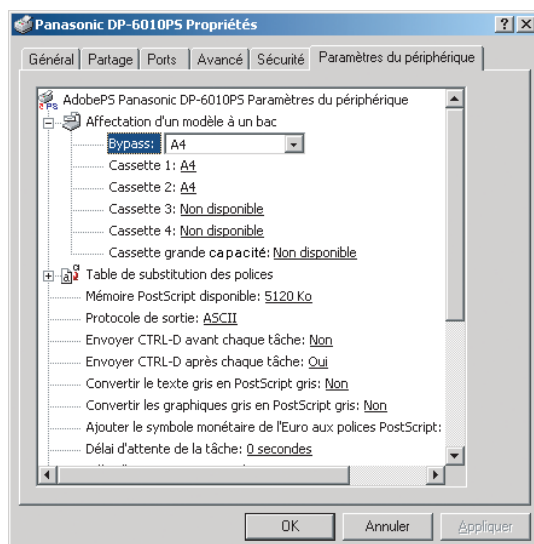 Panasonic DP-6010PS Propriétés
Général Partage Ports Avancé Sécurité Paramètres du périphérique
AdobePS Panasonic DP-6010PS Paramètres du périphérique
Affectation d'un modèle à un bac
Bypass: A4
Cassette 1: A4
Cassette 2: A4
Cassette 3: Non disponible
Cassette 4: Non disponible
Cassette grande capacité: Non disponible
Table de substitution des polices
Mémoire PostScript disponible: 5120 Ko
Protocole de sortie: ASCII
Envoyer CTRL-D avant chaque tâche: Non
Envoyer CTRL-D après chaque tâche: Oui
Convertir le texte gris en PostScript gris: Non
Convertir les graphiques gris en PostScript gris: Non
Ajouter le symbole monétaire de l'Euro aux polices PostScript:
Délai d'attente de la tâche: 0 secondes
OK Annuler Appliquer